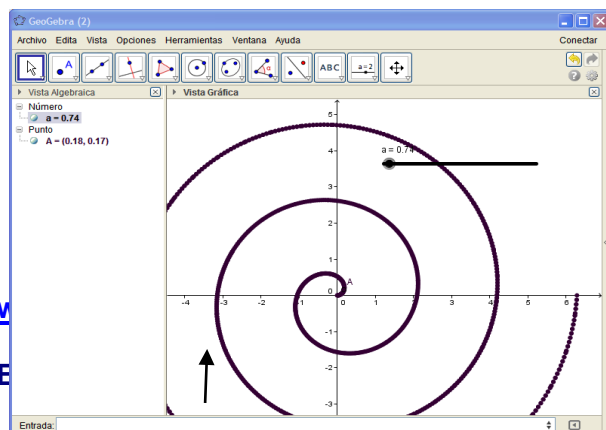 GeoGebra (2)
Archivo Edita Vista Opciones Herramientas Ventana Ayuda Conectar
A ABC a=2
Vista Algebraica Vista Gráfica
Número
a = 0.74
Punto
A = (0.18, 0.17)
a = 0.74
A
5
4
3
2
1
0
-1
-2
-3
-4 -3 -2 -1 0 1 2 3 4 5 6
w
E
Entrada: